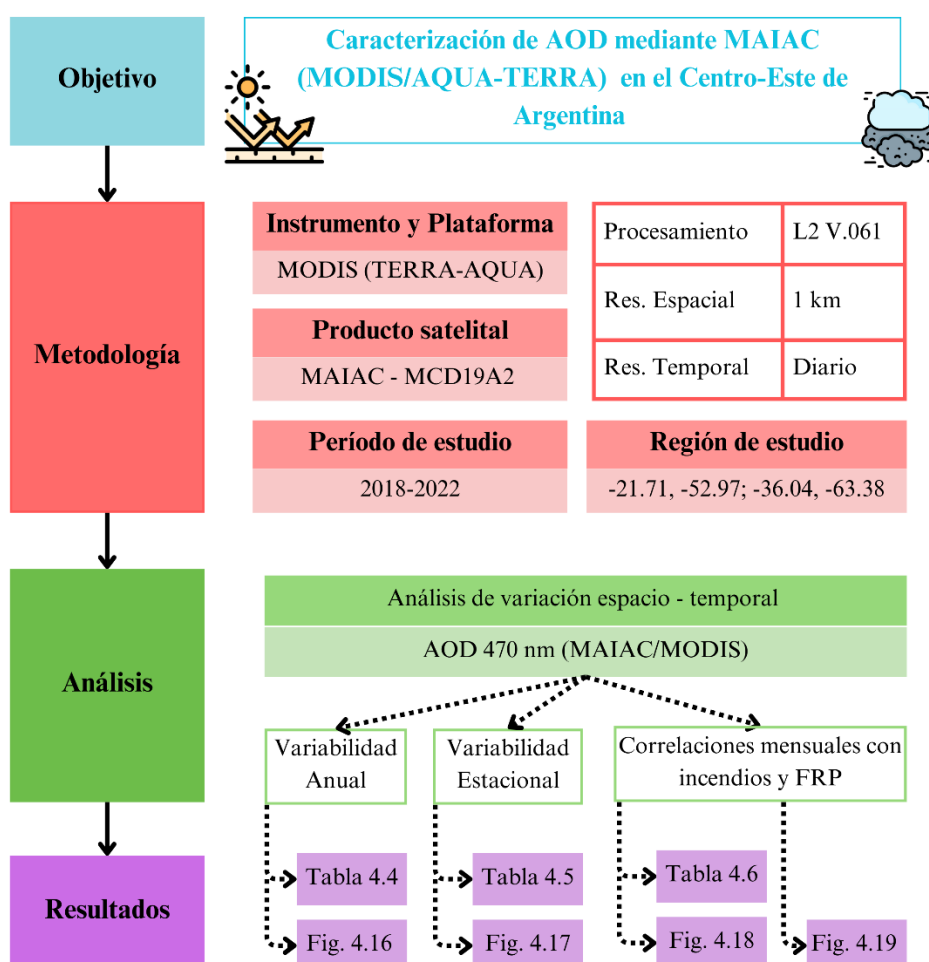 Objetivo
Caracterización de AOD mediante MAIAC
(MODIS/AQUA-TERRA) en el Centro-Este de
Argentina
Metodología
Instrumento y Plataforma
MODIS (TERRA-AQUA)
Producto satelital
MAIAC - MCD19A2
Procesamiento
L2 V.061
Res. Espacial
1 km
Res. Temporal
Diario
Período de estudio
2018-2022
Región de estudio
-21.71, -52.97; -36.04, -63.38
Análisis
Análisis de variación espacio - temporal
AOD 470 nm (MAIAC/MODIS)
Variabilidad
Anual
Variabilidad
Estacional
Correlaciones mensuales con
incendios y FRP
Resultados
Tabla 4.4
Fig. 4.16
Tabla 4.5
Fig. 4.17
Tabla 4.6
Fig. 4.18
Fig. 4.19